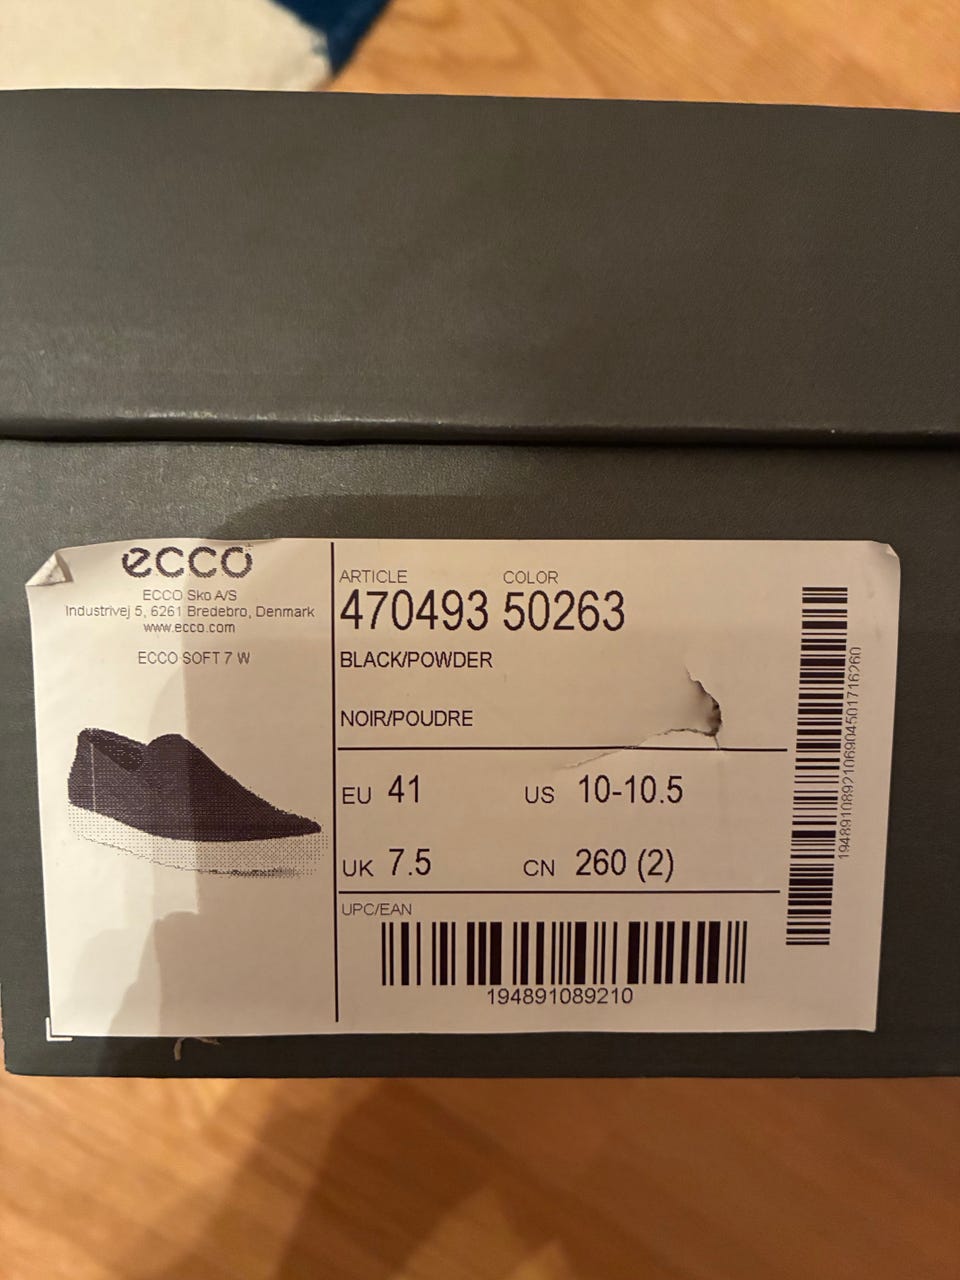 ecco
ECCO Sko A/S
Industrivej 5, 6261 Bredebro, Denmark
www.ecco.com
ECCO SOFT 7 W
ARTICLE COLOR
470493 50263
BLACK/POWDER
NOIR/POUDRE
EU 41 US 10-10.5
UK 7.5 CN 260 (2)
UPC/EAN
194891089210
1948910892106904501716260